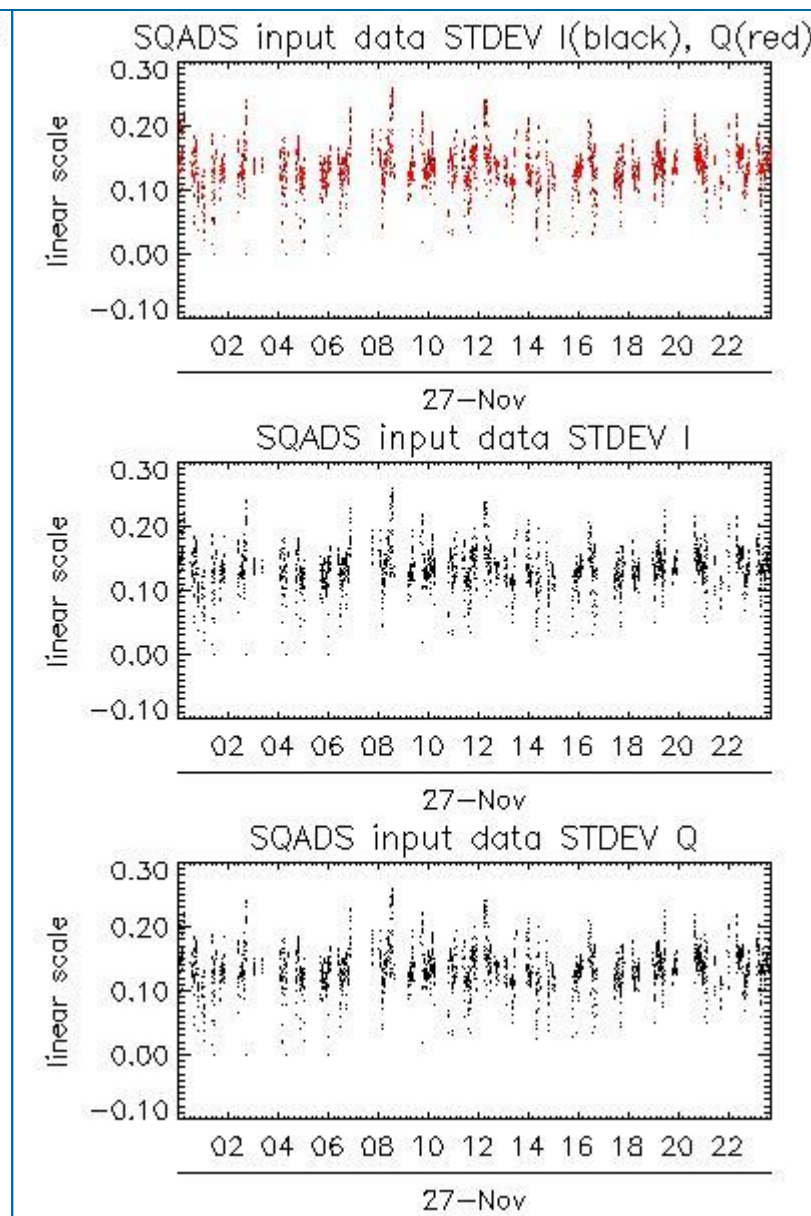 SQADS input data STDEV I(black), Q(red)
linear scale
0.30
0.20
0.10
0.00
-0.10
02 04 06 08 10 12 14 16 18 20 22
27-Nov
SQADS input data STDEV I
linear scale
0.30
0.20
0.10
0.00
-0.10
02 04 06 08 10 12 14 16 18 20 22
27-Nov
SQADS input data STDEV Q
linear scale
0.30
0.20
0.10
0.00
-0.10
02 04 06 08 10 12 14 16 18 20 22
27-Nov